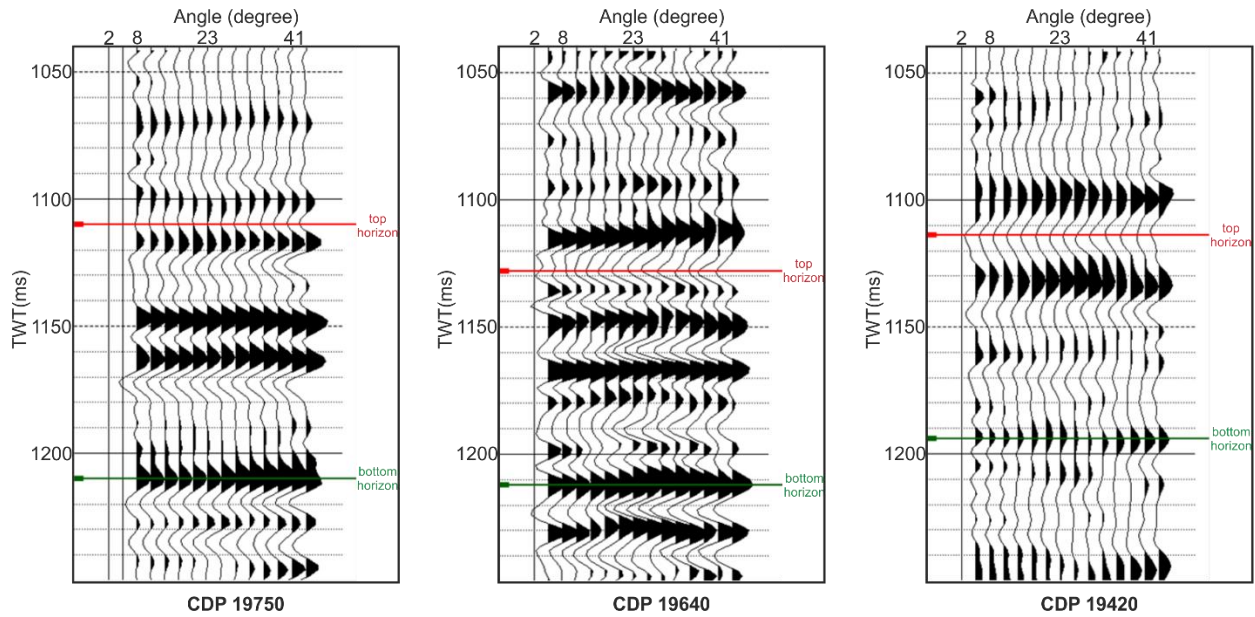 Angle (degree)
2 8 23 41
1050
1100
1150
1200
TWT(ms)
top
horizon
bottom
horizon
CDP 19750
Angle (degree)
2 8 23 41
1050
1100
1150
1200
TWT(ms)
top
horizon
bottom
horizon
CDP 19640
Angle (degree)
2 8 23 41
1050
1100
1150
1200
TWT(ms)
top
horizon
bottom
horizon
CDP 19420